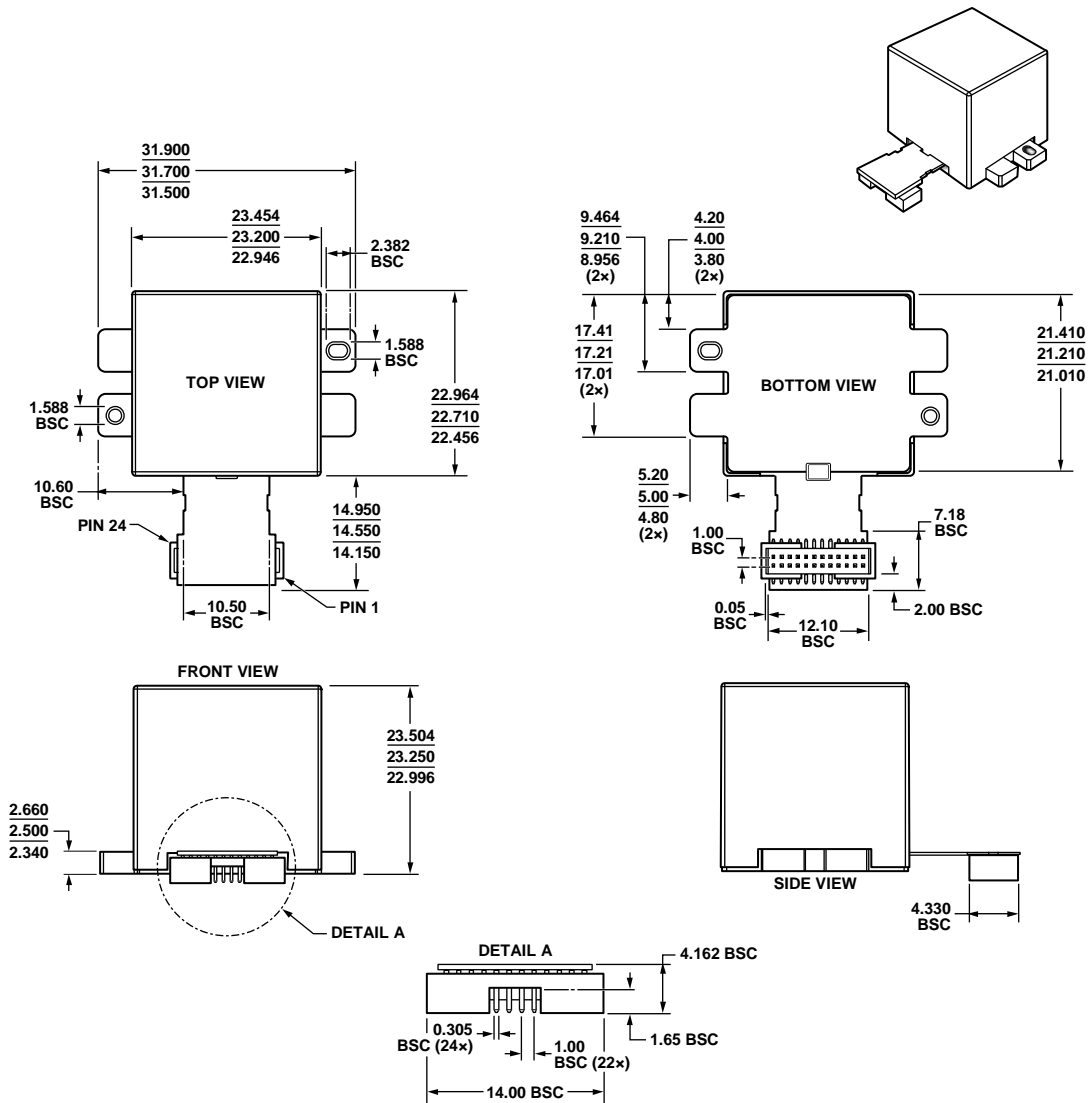 31.900
31.700
31.500
23.454
23.200
22.946
2.382
BSC
1.588
BSC
TOP VIEW
22.964
22.710
22.456
1.588
BSC
10.60
BSC
PIN 24
14.950
14.550
14.150
10.50
BSC
PIN 1
9.464
9.210
8.956
(2×)
4.20
4.00
3.80
(2×)
17.41
17.21
17.01
(2×)
BOTTOM VIEW
21.410
21.210
21.010
5.20
5.00
4.80
(2×)
1.00
BSC
7.18
BSC
0.05
BSC
12.10
BSC
2.00 BSC
FRONT VIEW
23.504
23.250
22.996
2.660
2.500
2.340
DETAIL A
SIDE VIEW
4.330
BSC
DETAIL A
4.162 BSC
0.305
BSC (24×)
1.00
BSC (22×)
1.65 BSC
14.00 BSC